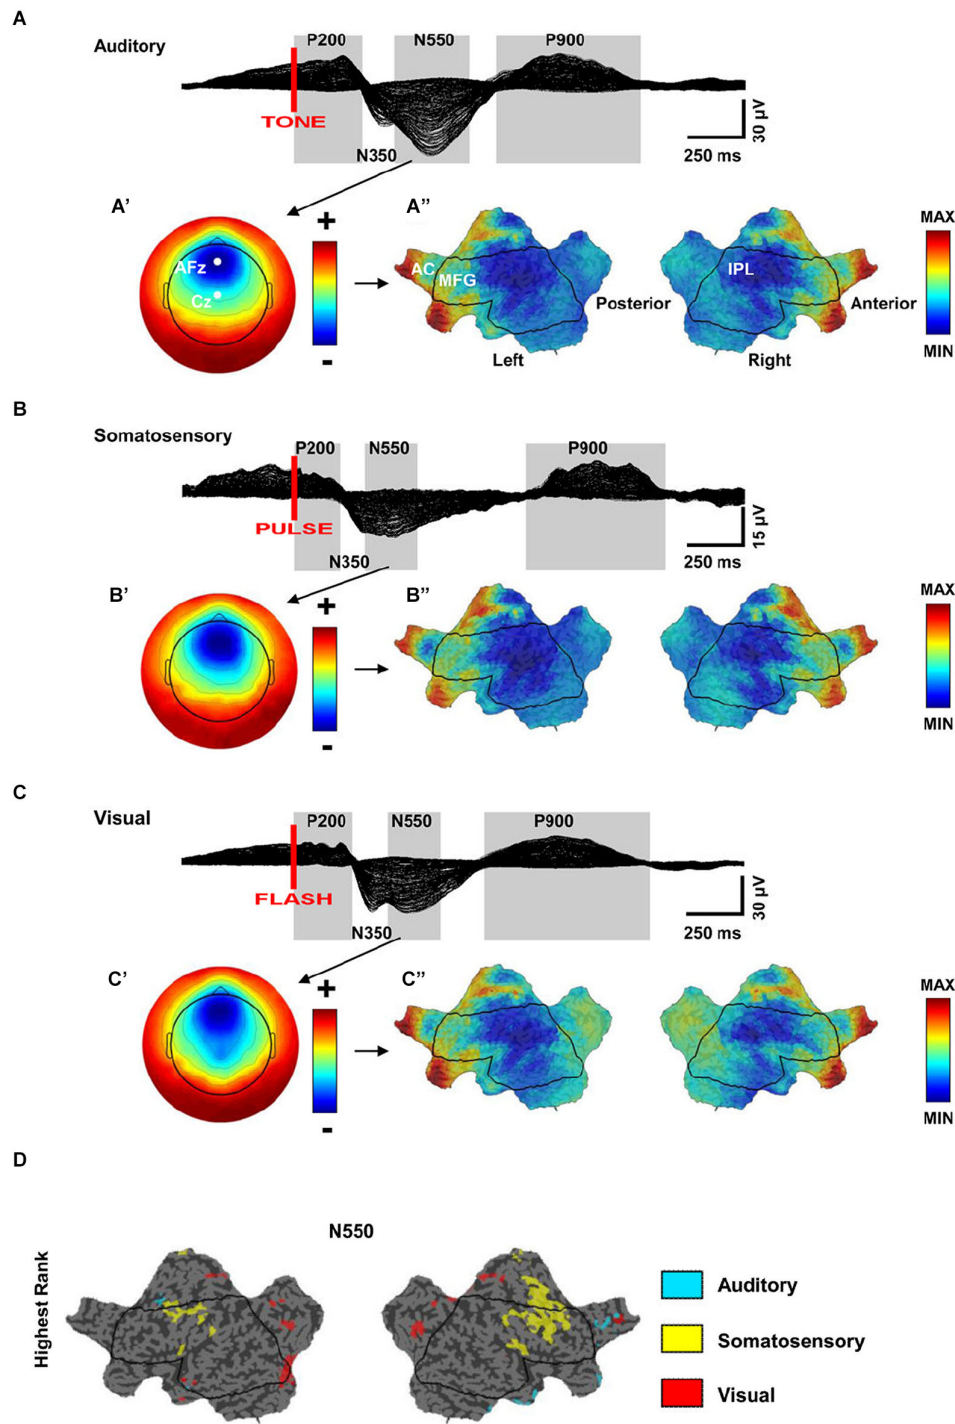 A
Auditory
P200
N550
P900
TONE
N350
30 µV
250 ms
A'
+
AFz
Cz
-
A''
AC
MFG
IPL
Posterior
Anterior
Left
Right
MAX
MIN
B
Somatosensory
P200
N550
P900
PULSE
N350
15 µV
250 ms
B'
+
-
B''
MAX
MIN
C
Visual
P200
N550
P900
FLASH
N350
30 µV
250 ms
C'
+
-
C''
MAX
MIN
D
N550
Highest Rank
Auditory
Somatosensory
Visual